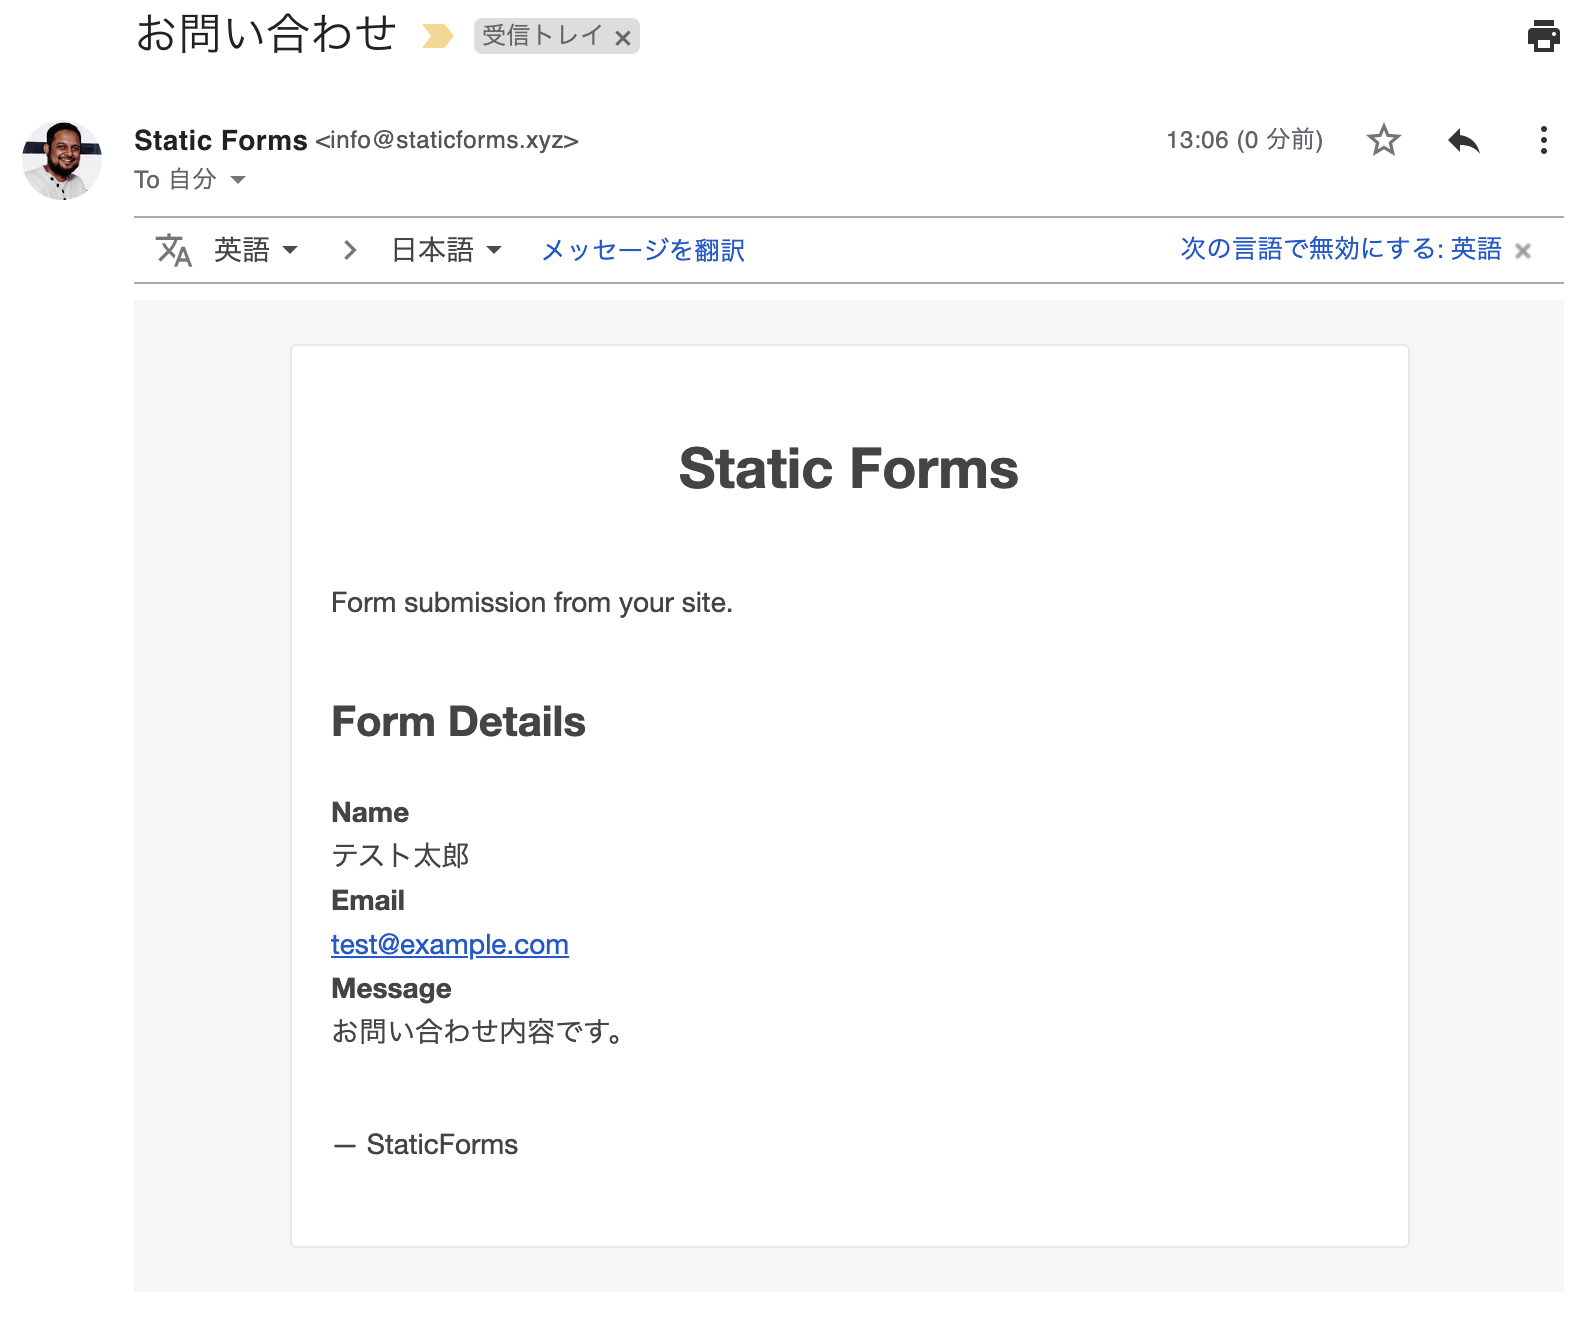 お問い合わせ 受信トレイ ×
Static Forms <info@staticforms.xyz> 13:06 (0 分前)
To 自分
文A 英語 日本語 メッセージを翻訳 次の言語で無効にする: 英語 ×
Static Forms
Form submission from your site.
Form Details
Name
テスト太郎
Email
test@example.com
Message
お問い合わせ内容です。
— StaticForms